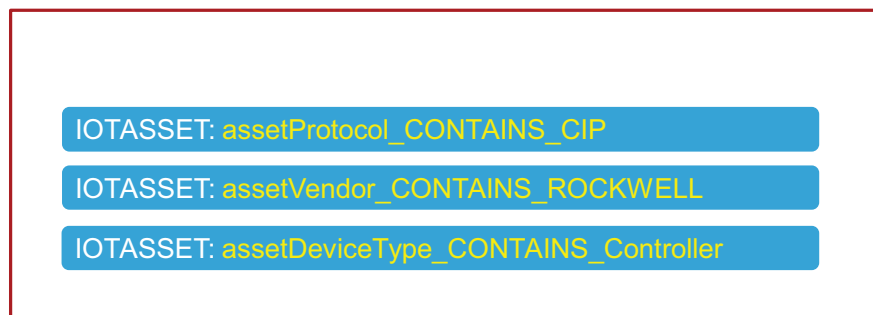 IOTASSET: assetProtocol_CONTAINS_CIP
IOTASSET: assetVendor_CONTAINS_ROCKWELL
IOTASSET: assetDeviceType_CONTAINS_Controller